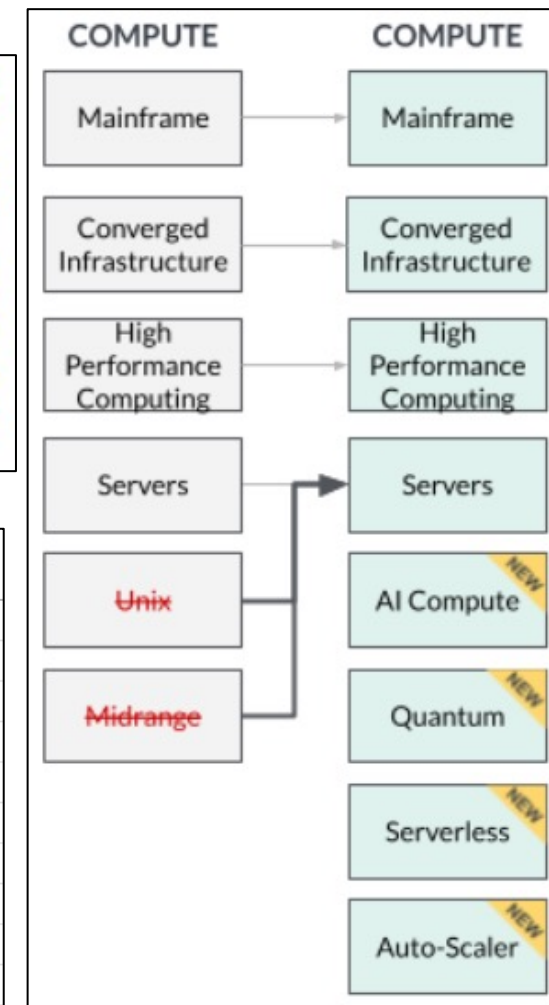 COMPUTE
COMPUTE
Mainframe
Mainframe
Converged
Infrastructure
Converged
Infrastructure
High
Performance
Computing
High
Performance
Computing
Servers
Servers
Unix
AI Compute
NEW
Midrange
Quantum
NEW
Serverless
NEW
Auto-Scaler
NEW